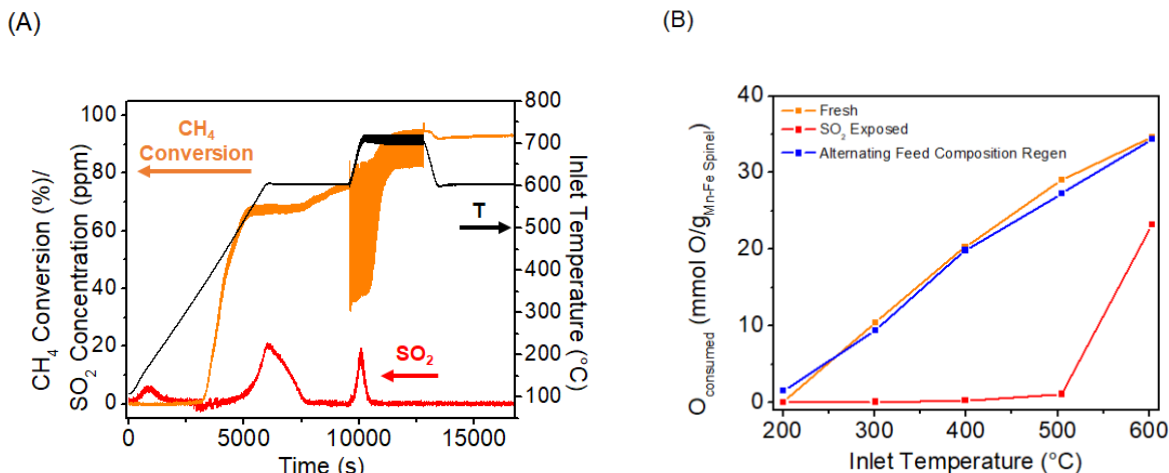 (A)
(B)
CH4 Conversion (%)/
SO2 Concentration (ppm)
100
80
60
40
20
0
CH4
Conversion
T
SO2
800
700
600
500
400
300
200
100
Inlet Temperature (°C)
0
5000
10000
15000
Time (s)
Oconsumed (mmol O/gMn-Fe Spinel)
40
30
20
10
0
Fresh
SO2 Exposed
Alternating Feed Composition Regen
200
300
400
500
600
Inlet Temperature (°C)